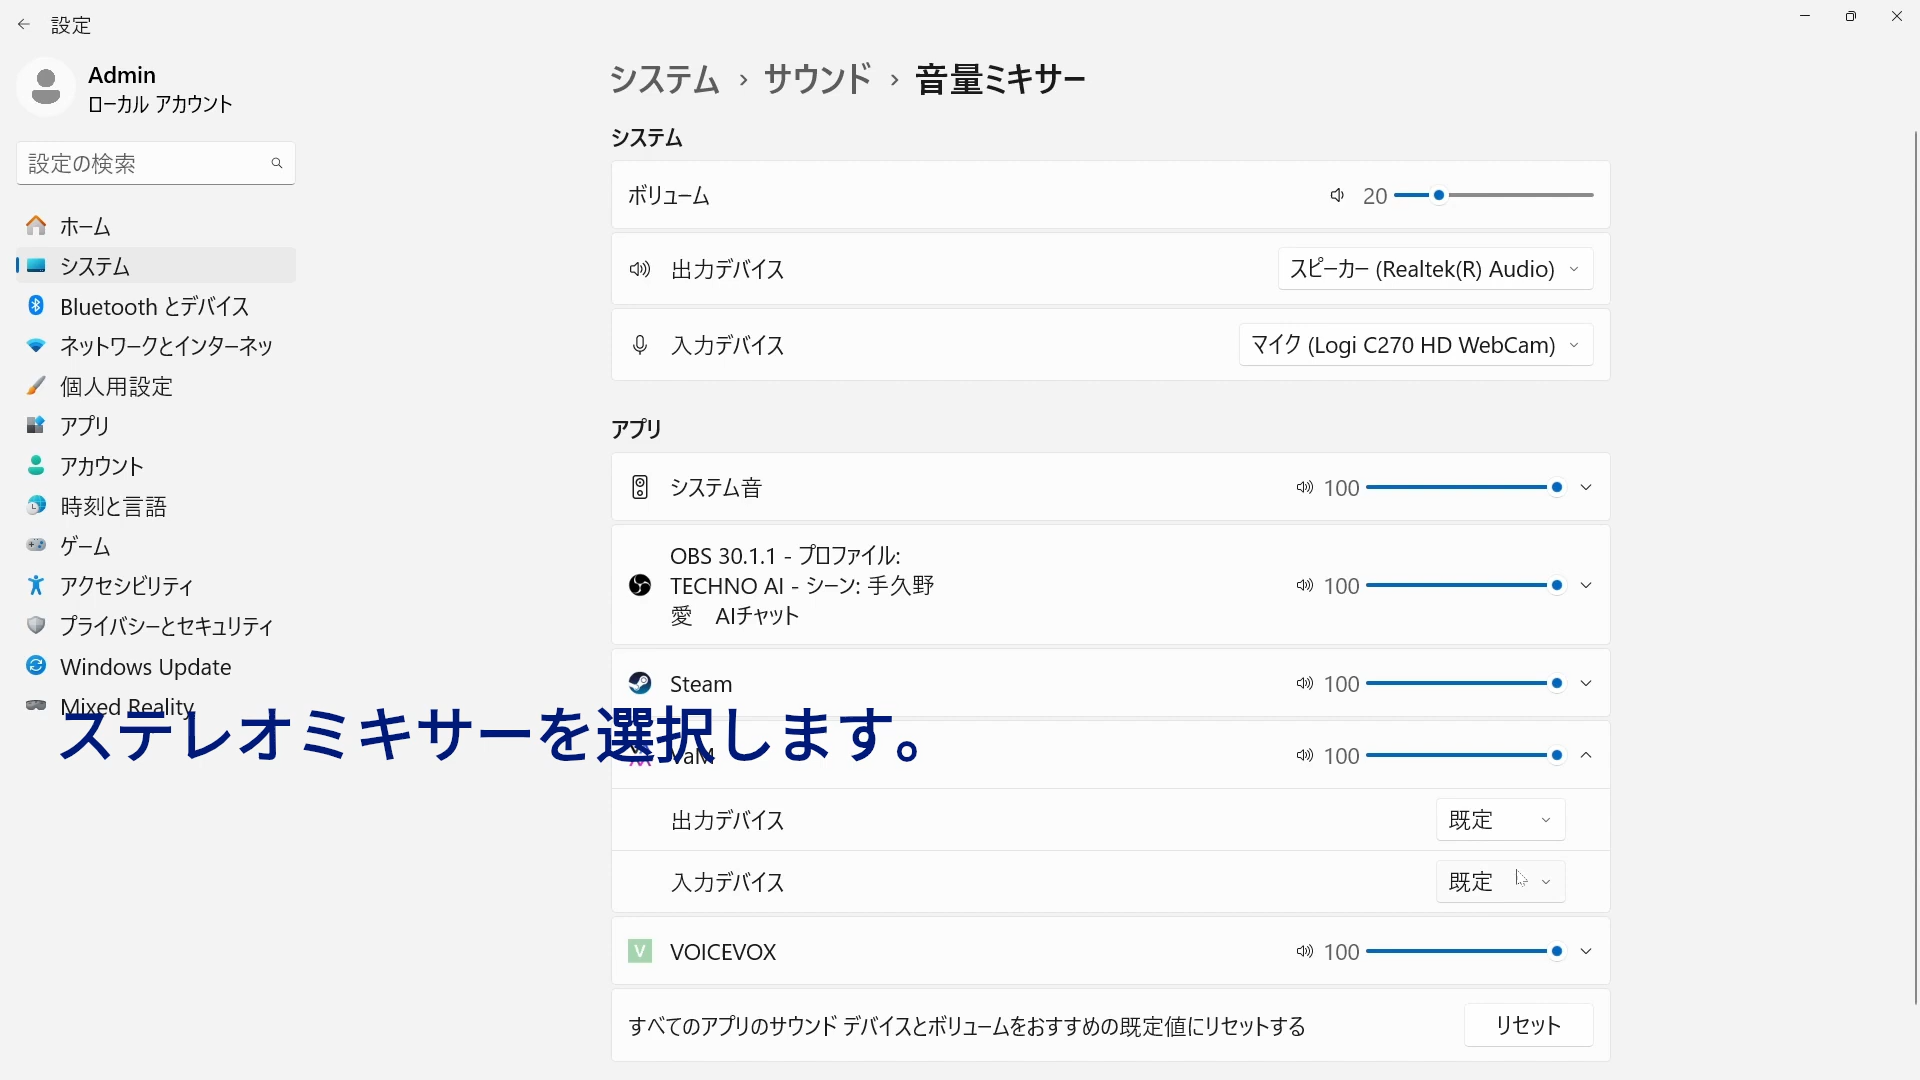 設定
Admin
ローカル アカウント
設定の検索
ホーム
システム
Bluetooth とデバイス
ネットワークとインターネッ
個人用設定
アプリ
アカウント
時刻と言語
ゲーム
アクセシビリティ
プライバシーとセキュリティ
Windows Update
Mixed Reality
システム › サウンド › 音量ミキサー
システム
ボリューム 20
出力デバイス スピーカー (Realtek(R) Audio)
入力デバイス マイク (Logi C270 HD WebCam)
アプリ
システム音 100
OBS 30.1.1 - プロファイル:
TECHNO AI - シーン: 手久野 100
愛　AIチャット
Steam 100
ステレオミキサーを選択します。
VaM 100
出力デバイス 既定
入力デバイス 既定
V VOICEVOX 100
すべてのアプリのサウンド デバイスとボリュームをおすすめの既定値にリセットする リセット